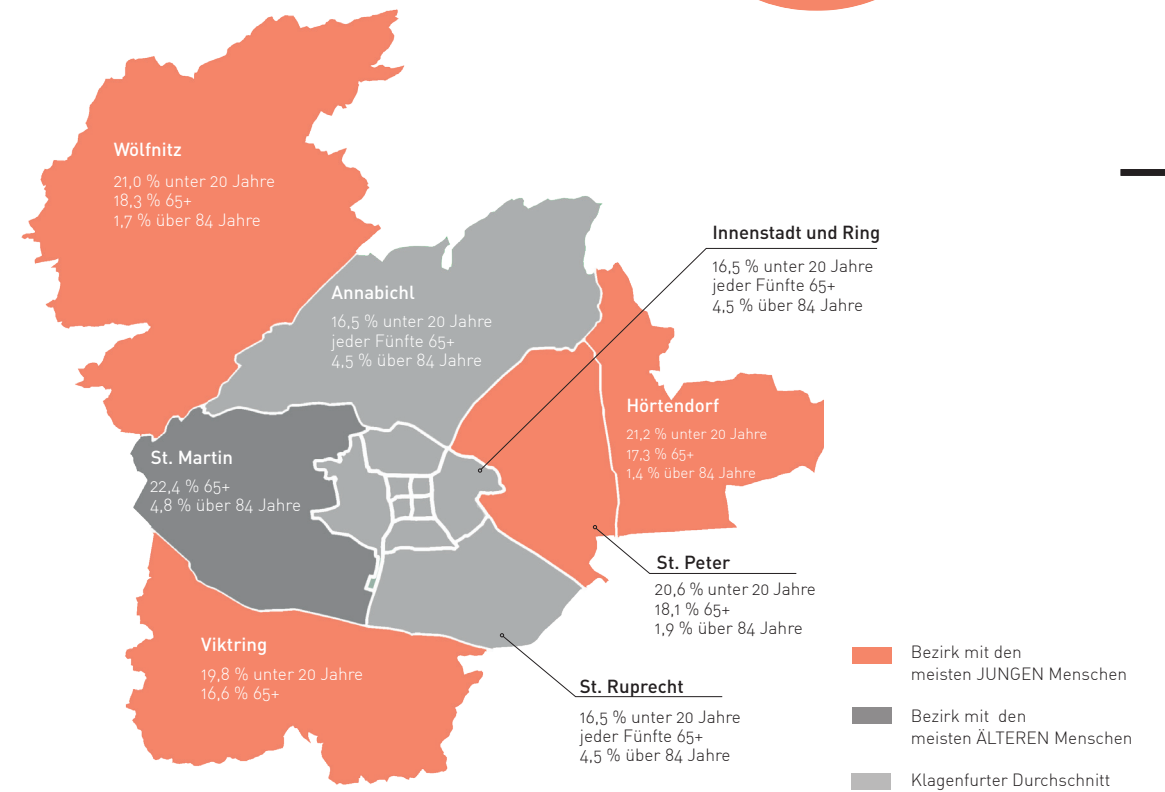 Wölfnitz
21,0 % unter 20 Jahre
18,3 % 65+
1,7 % über 84 Jahre
Innenstadt und Ring
16,5 % unter 20 Jahre
jeder Fünfte 65+
4,5 % über 84 Jahre
Annabichl
16,5 % unter 20 Jahre
jeder Fünfte 65+
4,5 % über 84 Jahre
Hörtendorf
21,2 % unter 20 Jahre
17,3 % 65+
1,4 % über 84 Jahre
St. Martin
22,4 % 65+
4,8 % über 84 Jahre
St. Peter
20,6 % unter 20 Jahre
18,1 % 65+
1,9 % über 84 Jahre
Viktring
19,8 % unter 20 Jahre
16,6 % 65+
St. Ruprecht
16,5 % unter 20 Jahre
jeder Fünfte 65+
4,5 % über 84 Jahre
Bezirk mit den
meisten JUNGEN Menschen
Bezirk mit den
meisten ÄLTEREN Menschen
Klagenfurter Durchschnitt